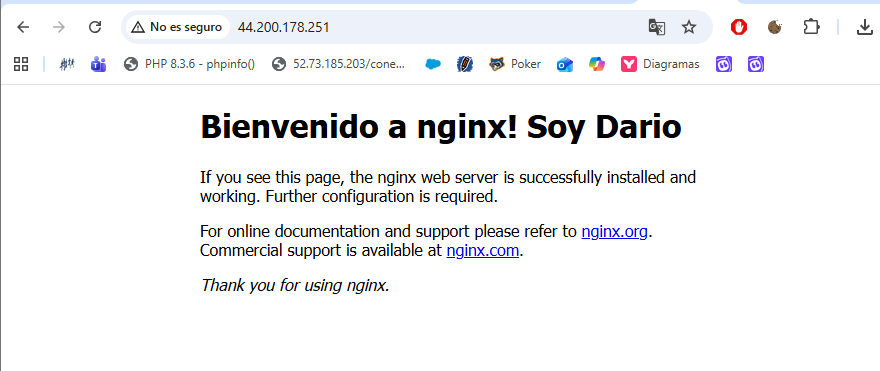 No es seguro 44.200.178.251
PHP 8.3.6 - phpinfo() 52.73.185.203/cone... Poker Diagramas
Bienvenido a nginx! Soy Dario
If you see this page, the nginx web server is successfully installed and
working. Further configuration is required.
For online documentation and support please refer to nginx.org.
Commercial support is available at nginx.com.
Thank you for using nginx.